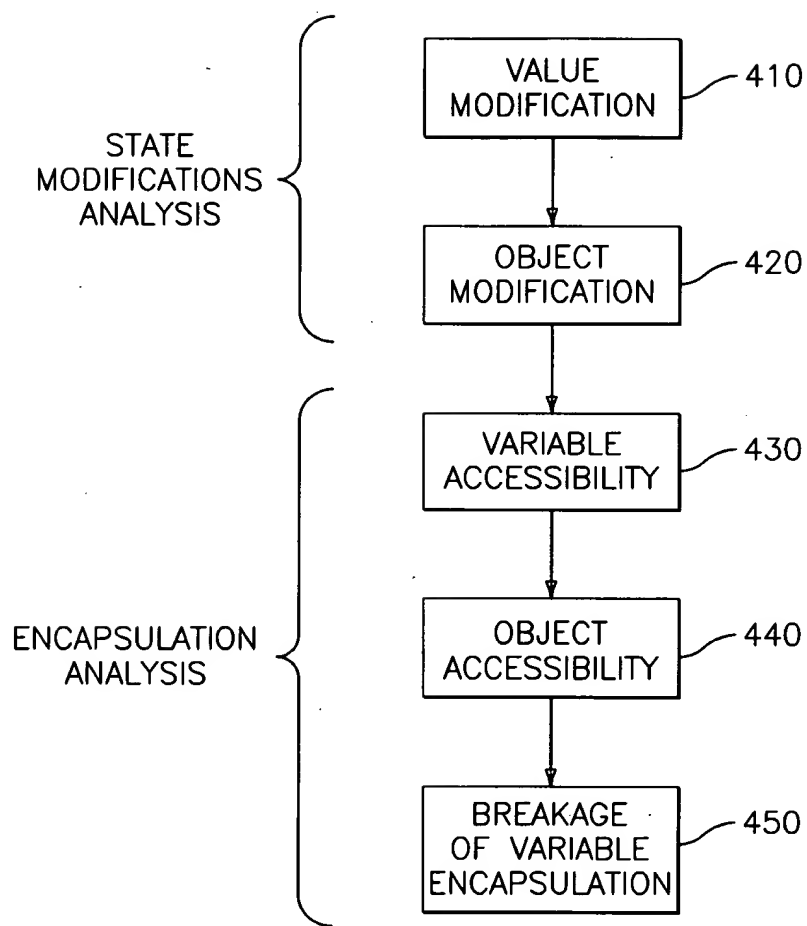 VALUE
MODIFICATION
410
STATE
MODIFICATIONS
ANALYSIS
OBJECT
MODIFICATION
420
VARIABLE
ACCESSIBILITY
430
ENCAPSULATION
ANALYSIS
OBJECT
ACCESSIBILITY
440
BREAKAGE
OF VARIABLE
ENCAPSULATION
450